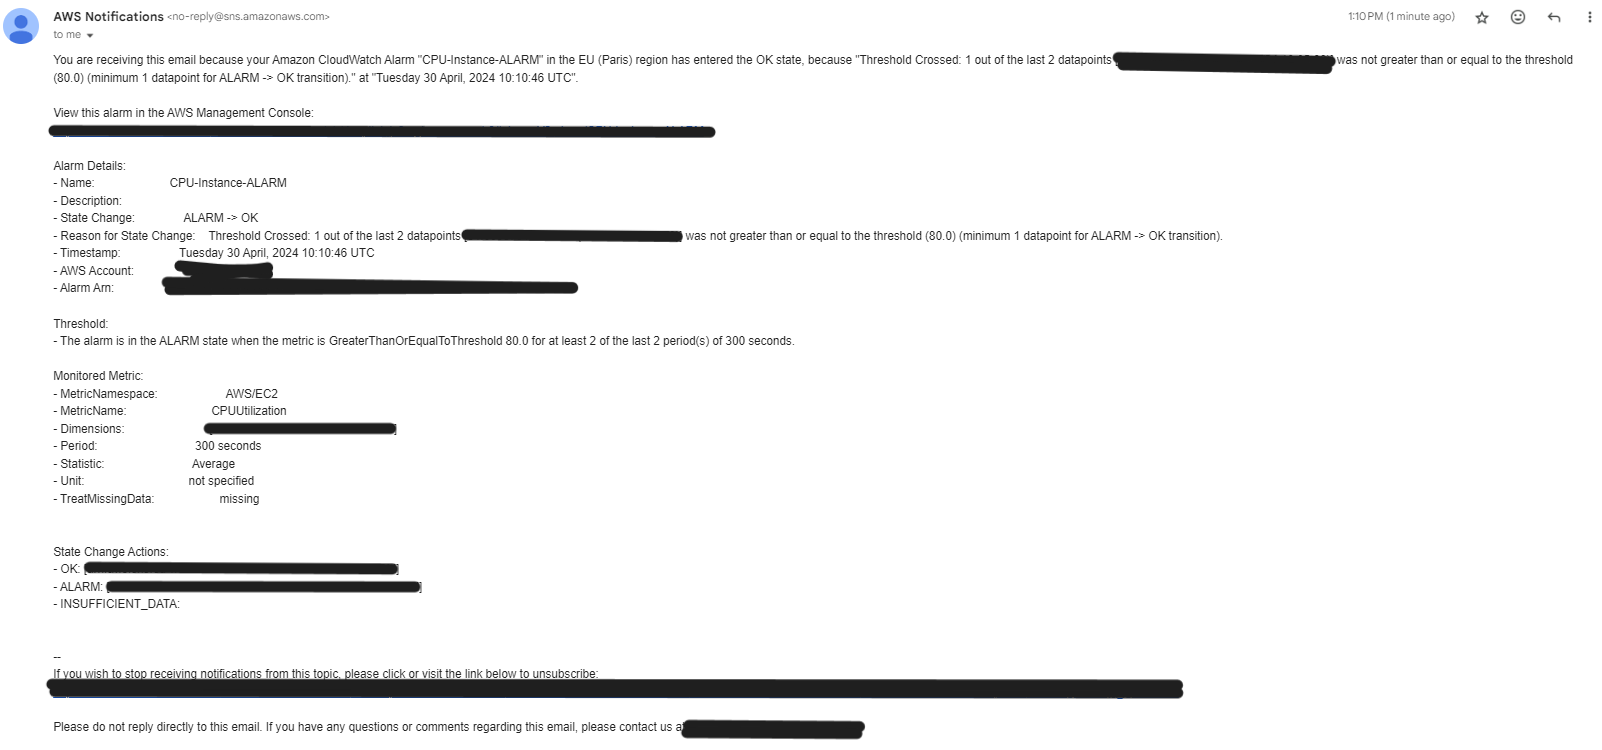 AWS Notifications <no-reply@sns.amazonaws.com>
1:10 PM (1 minute ago)
to me
You are receiving this email because your Amazon CloudWatch Alarm "CPU-Instance-ALARM" in the EU (Paris) region has entered the OK state, because "Threshold Crossed: 1 out of the last 2 datapoints was not greater than or equal to the threshold
(80.0) (minimum 1 datapoint for ALARM -> OK transition)." at "Tuesday 30 April, 2024 10:10:46 UTC".
View this alarm in the AWS Management Console:
Alarm Details:
- Name: CPU-Instance-ALARM
- Description:
- State Change: ALARM -> OK
- Reason for State Change: Threshold Crossed: 1 out of the last 2 datapoints was not greater than or equal to the threshold (80.0) (minimum 1 datapoint for ALARM -> OK transition).
- Timestamp: Tuesday 30 April, 2024 10:10:46 UTC
- AWS Account:
- Alarm Arn:
Threshold:
- The alarm is in the ALARM state when the metric is GreaterThanOrEqualToThreshold 80.0 for at least 2 of the last 2 period(s) of 300 seconds.
Monitored Metric:
- MetricNamespace: AWS/EC2
- MetricName: CPUUtilization
- Dimensions: ]
- Period: 300 seconds
- Statistic: Average
- Unit: not specified
- TreatMissingData: missing
State Change Actions:
- OK: [ ]
- ALARM: [ ]
- INSUFFICIENT_DATA:
--
If you wish to stop receiving notifications from this topic, please click or visit the link below to unsubscribe:
Please do not reply directly to this email. If you have any questions or comments regarding this email, please contact us at